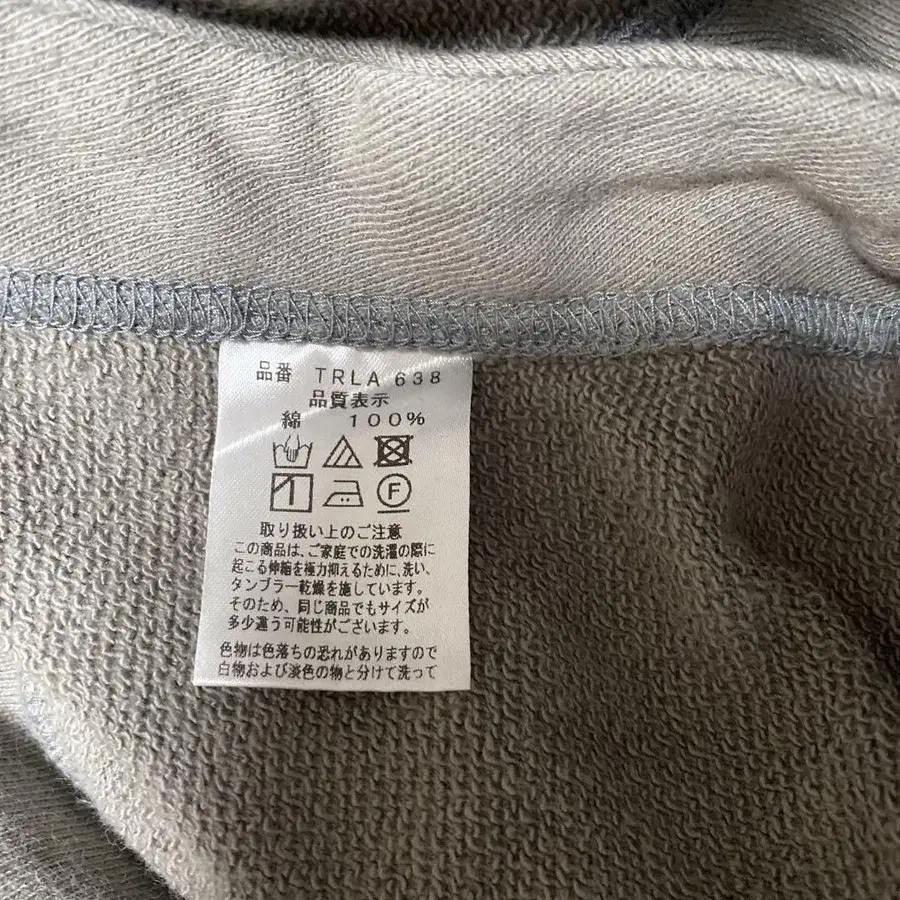 品番 TRLA 638
品質表示
綿 100%
F
取り扱い上のご注意
この商品は、ご家庭での洗濯の際に
起こる伸縮を極力抑えるために、洗い、
タンブラー乾燥を施しています。
そのため、同じ商品でもサイズが
多少違う可能性がございます。
色物は色落ちの恐れがありますので
白物および淡色の物と分けて洗って